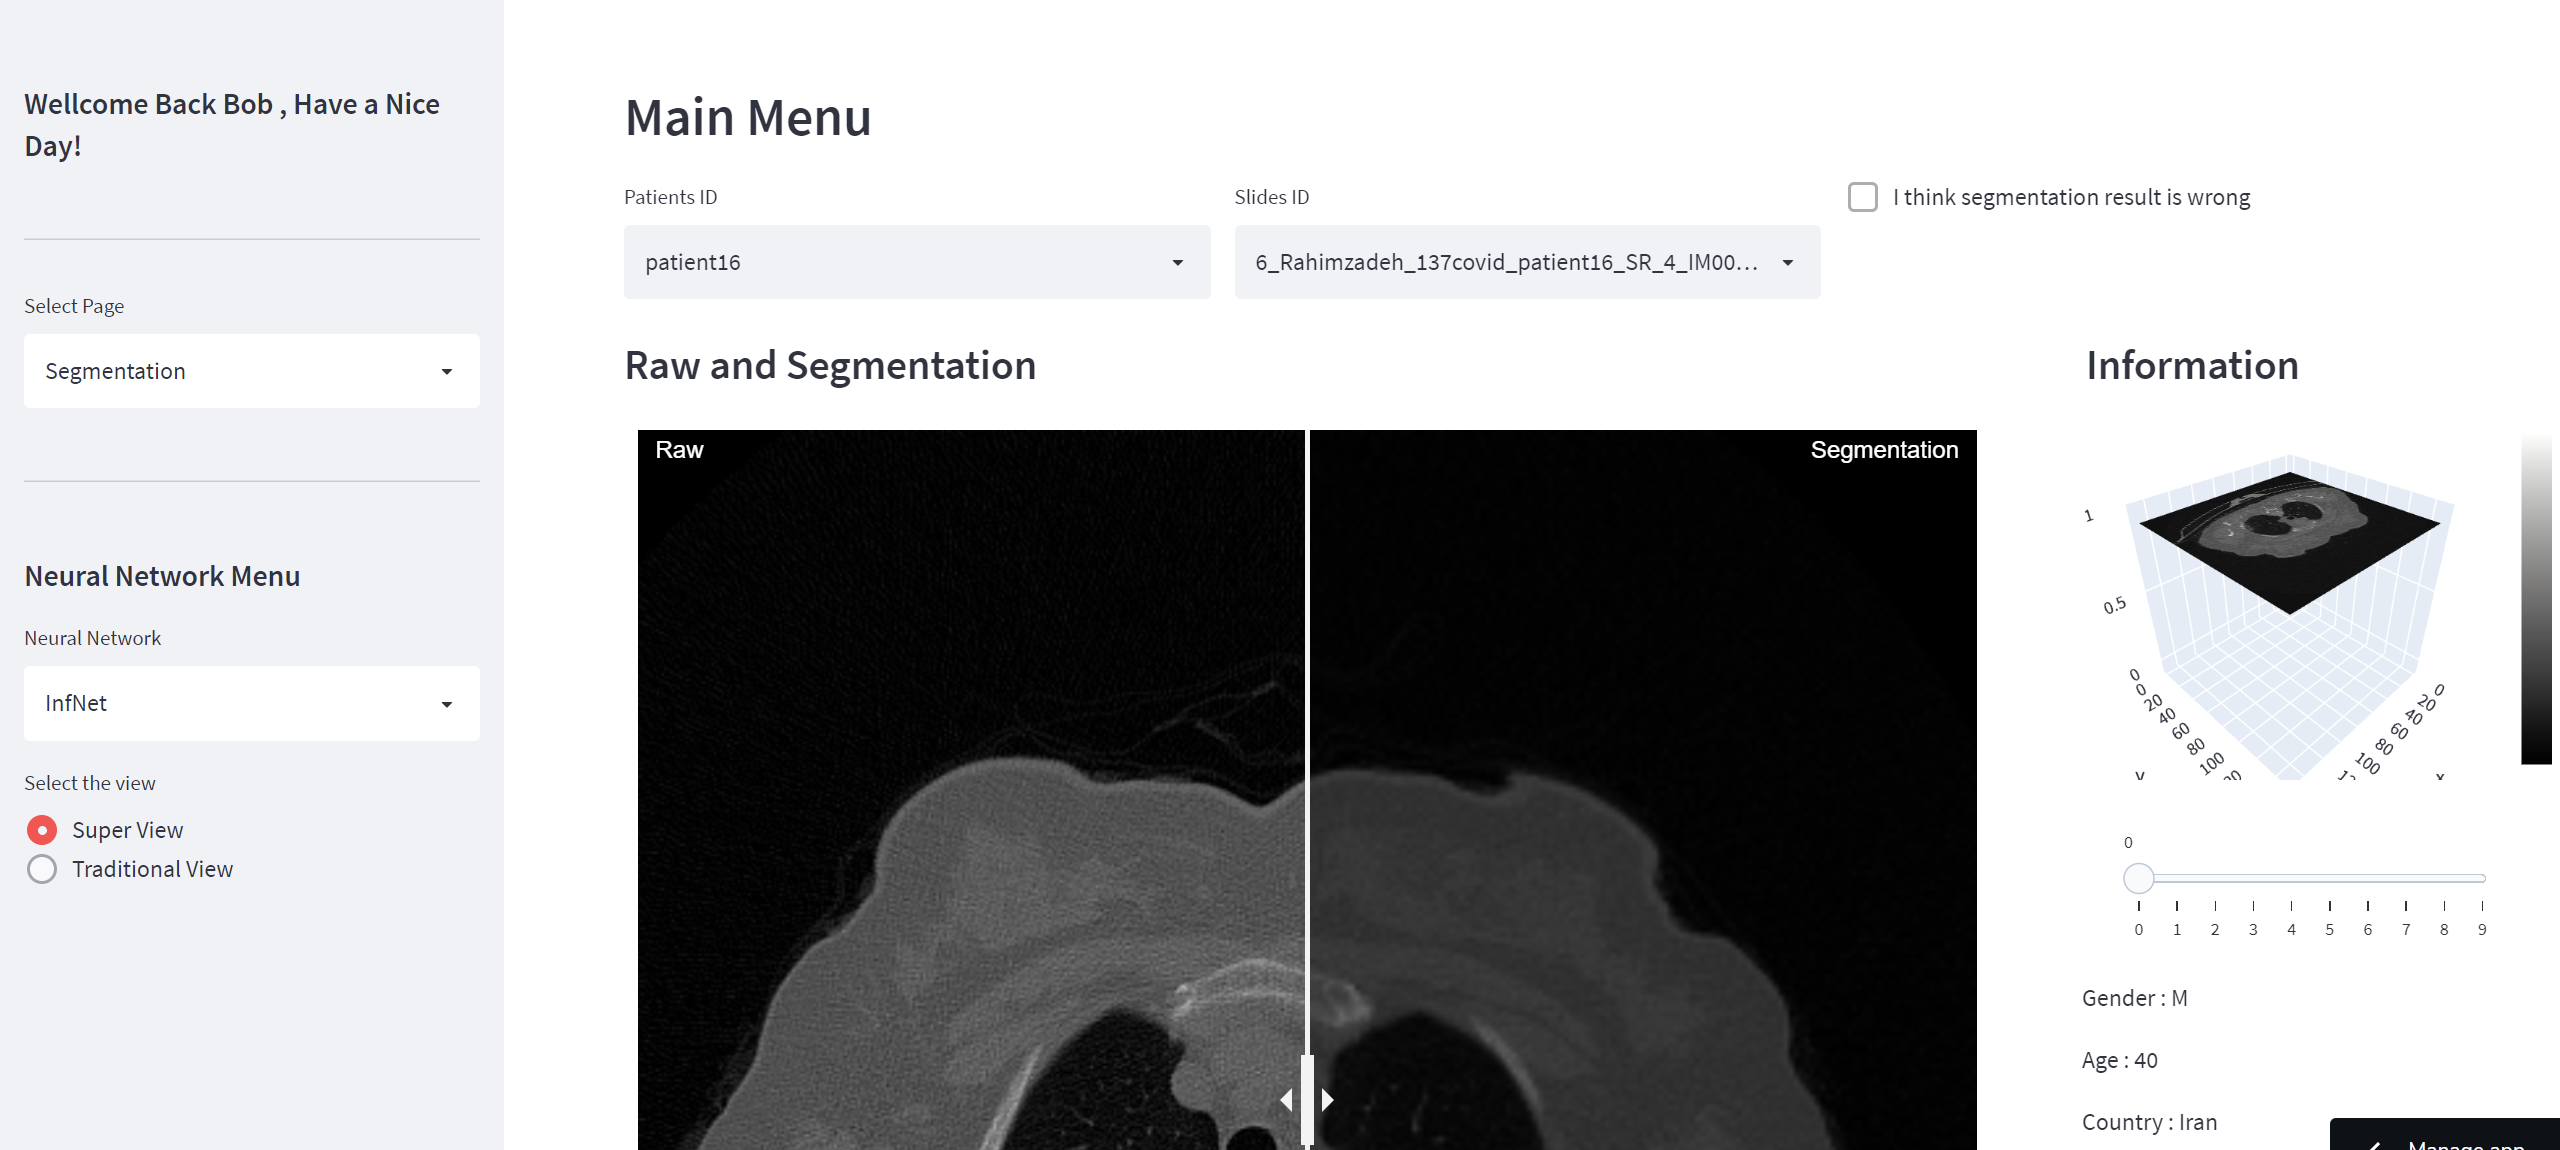 Wellcome Back Bob , Have a Nice
Day!
Select Page
Segmentation
Neural Network Menu
Neural Network
InfNet
Select the view
Super View
Traditional View
Main Menu
Patients ID
patient16
Slides ID
6_Rahimzadeh_137covid_patient16_SR_4_IM00...
I think segmentation result is wrong
Raw and Segmentation
Raw
Segmentation
Information
1
0.5
0
0
20
40
60
80
100
y
0
20
40
60
80
100
x
0
0 1 2 3 4 5 6 7 8 9
Gender : M
Age : 40
Country : Iran
Manage app